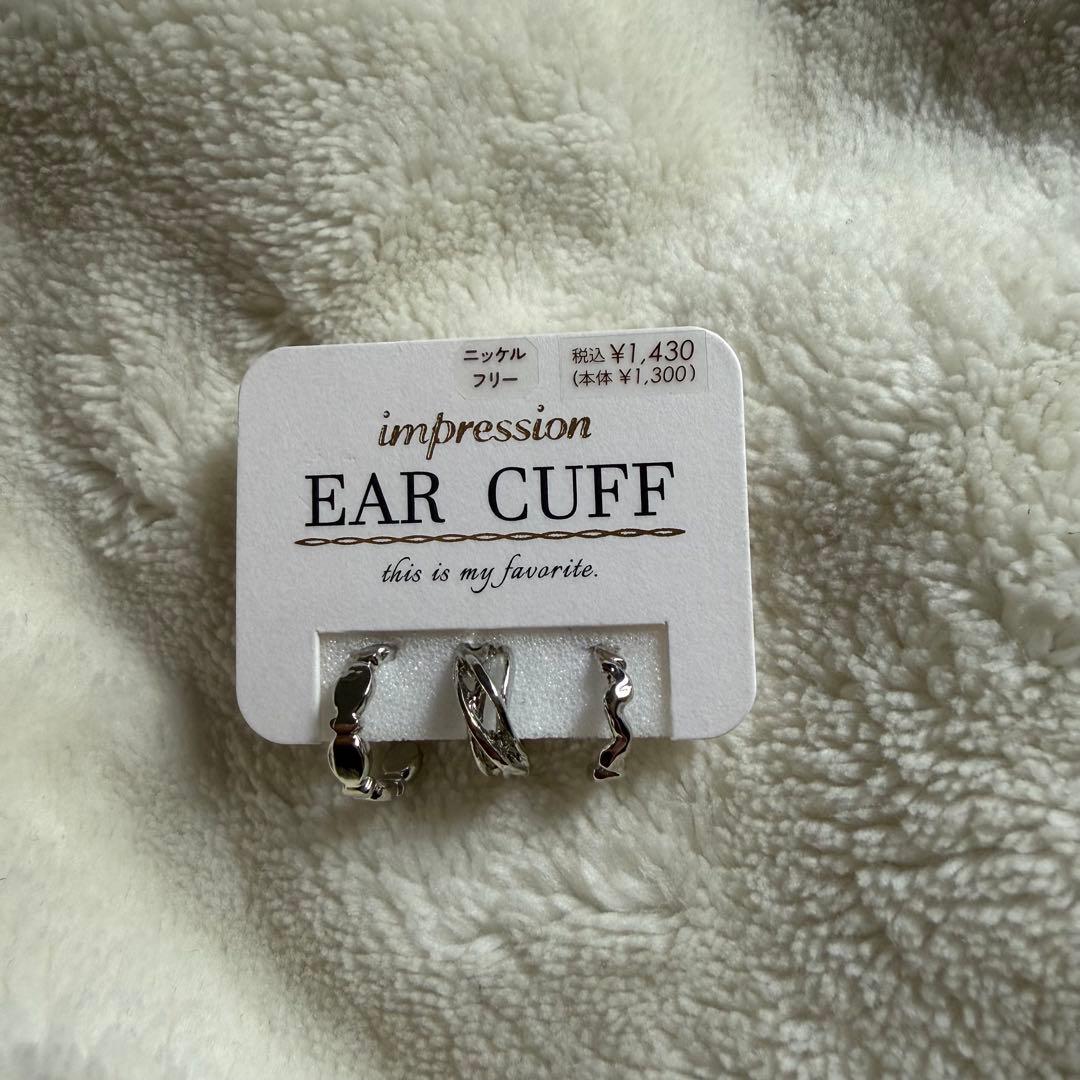 ニッケル
フリー
税込 ¥1,430
(本体 ¥1,300)
impression
EAR CUFF
this is my favorite.